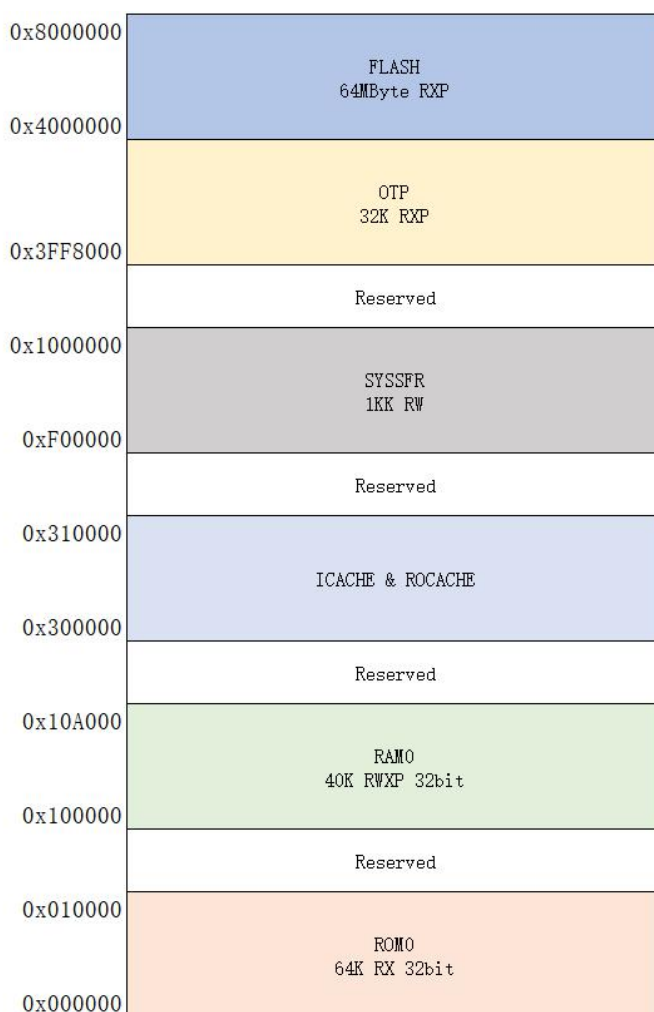 0x8000000
FLASH
64MByte RXP
0x4000000
OTP
32K RXP
0x3FF8000
Reserved
0x1000000
SYSSFR
1KK RW
0xF00000
Reserved
0x310000
ICACHE & ROCACHE
0x300000
Reserved
0x10A000
RAM0
40K RWXP 32bit
0x100000
Reserved
0x010000
ROM0
64K RX 32bit
0x000000